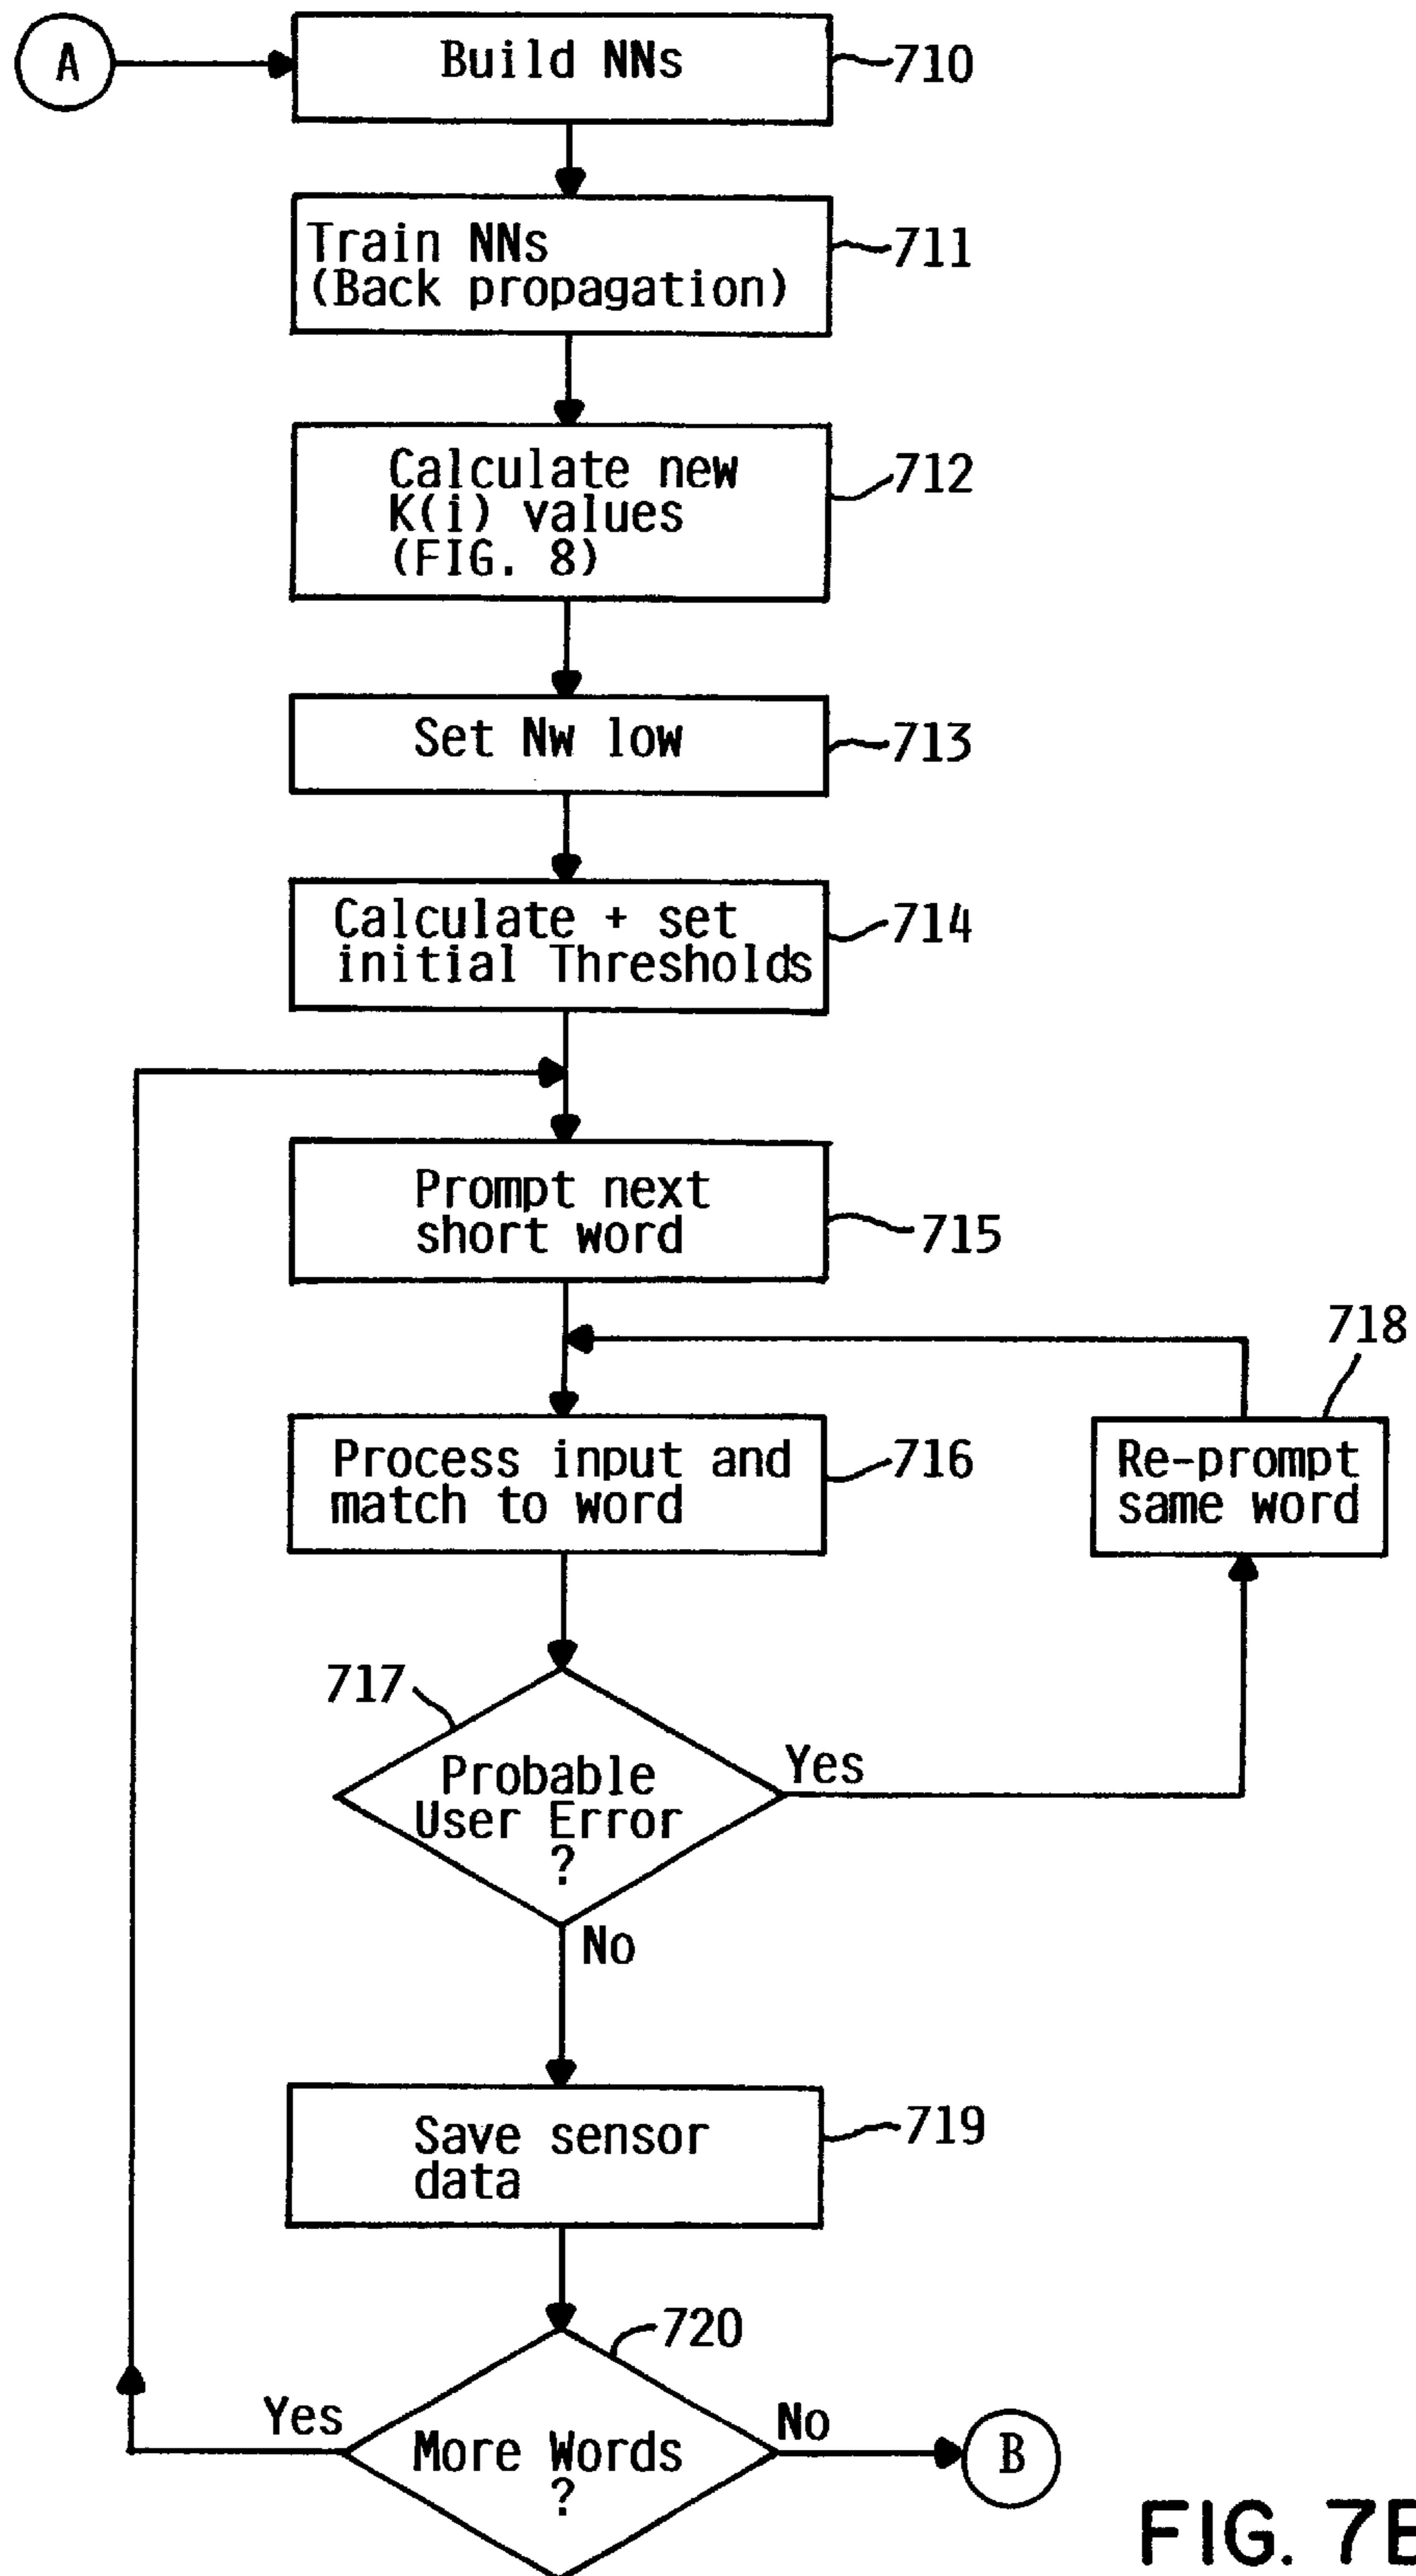 A
Build NNs
710
Train NNs
(Back propagation)
711
Calculate new
K(i) values
(FIG. 8)
712
Set Nw low
713
Calculate + set
initial Thresholds
714
Prompt next
short word
715
718
Process input and
match to word
716
Re-prompt
same word
717
Probable
User Error
?
Yes
No
Save sensor
data
719
720
Yes
More Words
?
No
B
FIG. 7B